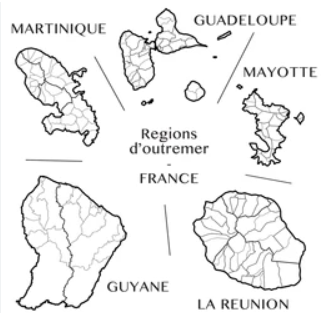 MARTINIQUE
GUADELOUPE
MAYOTTE
Regions
d'outremer
-
FRANCE
GUYANE
LA REUNION